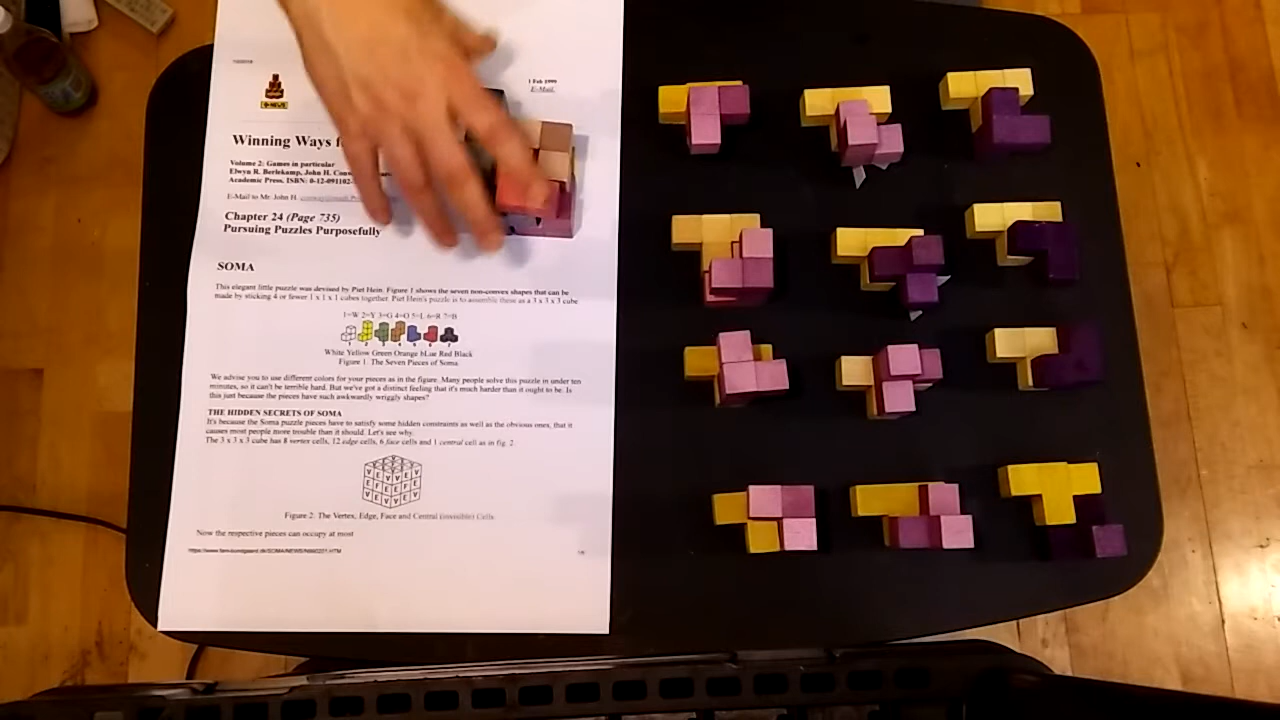 1 Feb 1999
E-Mail.
Winning Ways f
Volume 2: Games in particular
Elwyn R. Berlekamp, John H.
Academic Press. ISBN: 0-12-091102-
E-Mail to Mr. John H.
Chapter 24 (Page 735)
Pursuing Puzzles Purposefully
SOMA
This elegant little puzzle was devised by Piet Hein. Figure 1 shows the seven non-convex shapes that can be
made by sticking 4 or fewer 1 x 1 x 1 cubes together. Piet Hein's puzzle is to assemble these as a 3 x 3 x 3 cube
1=W 2=Y 3=G 4=O 5=L 6=R 7=B
White Yellow Green Orange bLue Red Black
Figure 1. The Seven Pieces of Soma.
We advise you to use different colors for your pieces as in the figure. Many people solve this puzzle in under ten
minutes, so it can't be terrible hard. But we've got a distinct feeling that it's much harder than it ought to be. Is
this just because the pieces have such awkwardly wriggly shapes?
THE HIDDEN SECRETS OF SOMA
It's because the Soma puzzle pieces have to satisfy some hidden constraints as well as the obvious ones, that it
causes most people more trouble than it should. Let's see why.
The 3 x 3 x 3 cube has 8 vertex cells, 12 edge cells, 6 face cells and 1 central cell as in fig. 2
Figure 2: The Vertex, Edge, Face and Central (invisible) Cells.
Now the respective pieces can occupy at most